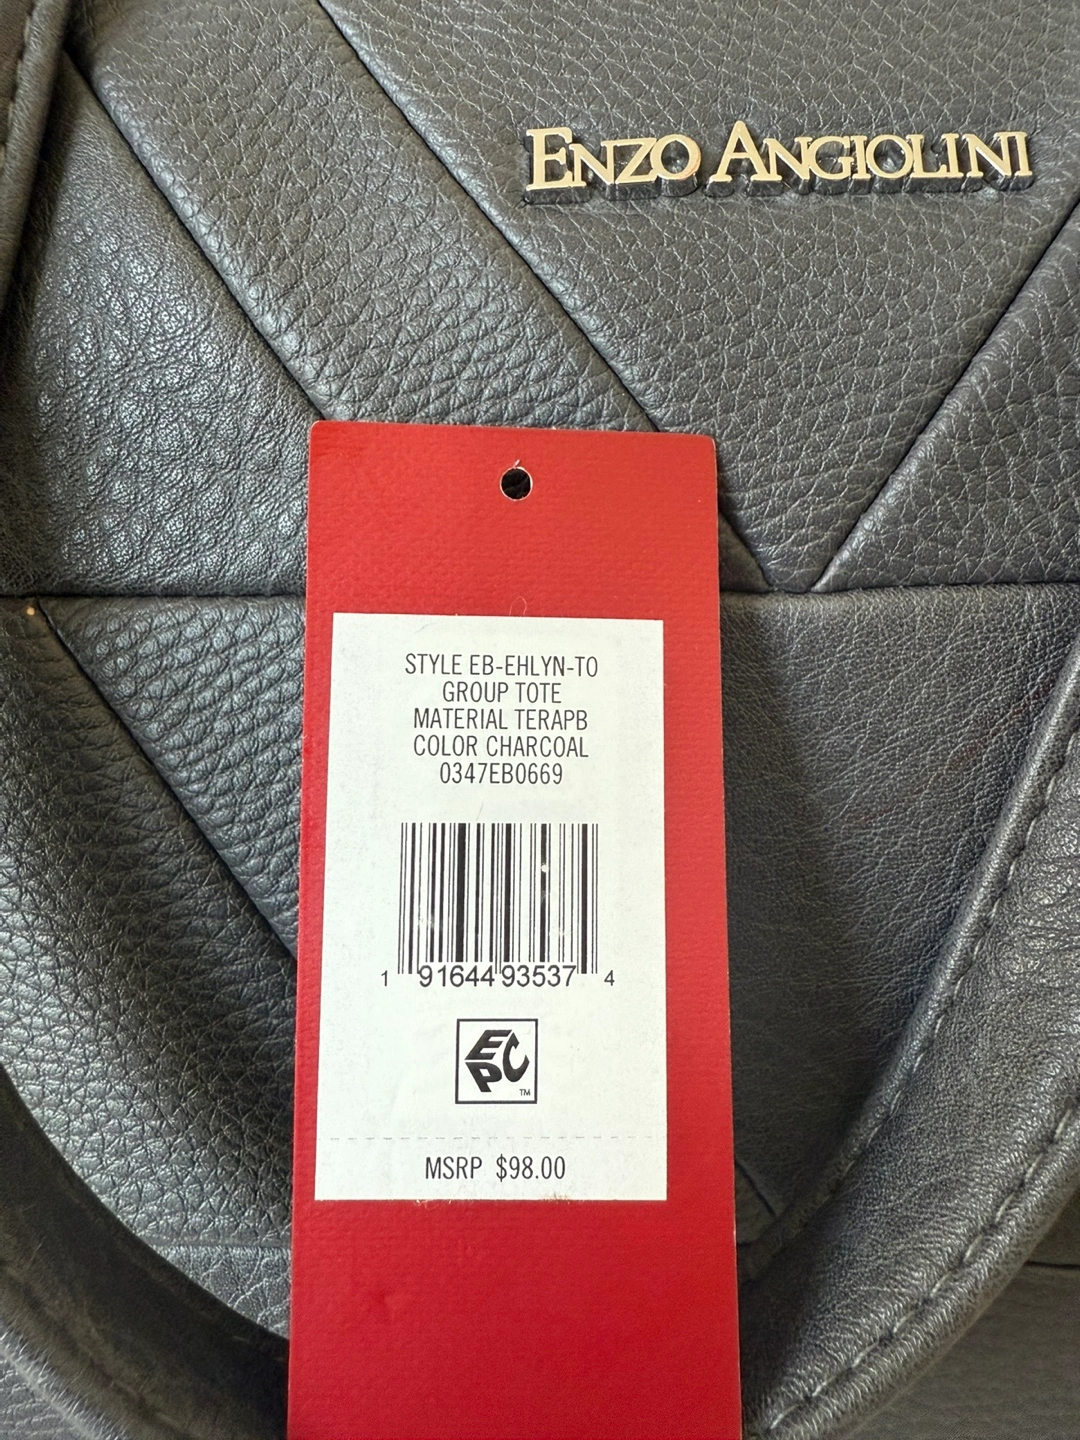 ENZO ANGIOLINI
STYLE EB-EHLYN-TO
GROUP TOTE
MATERIAL TERAPB
COLOR CHARCOAL
0347EB0669
1 91644 93537 4
EPC
TM
MSRP $98.00